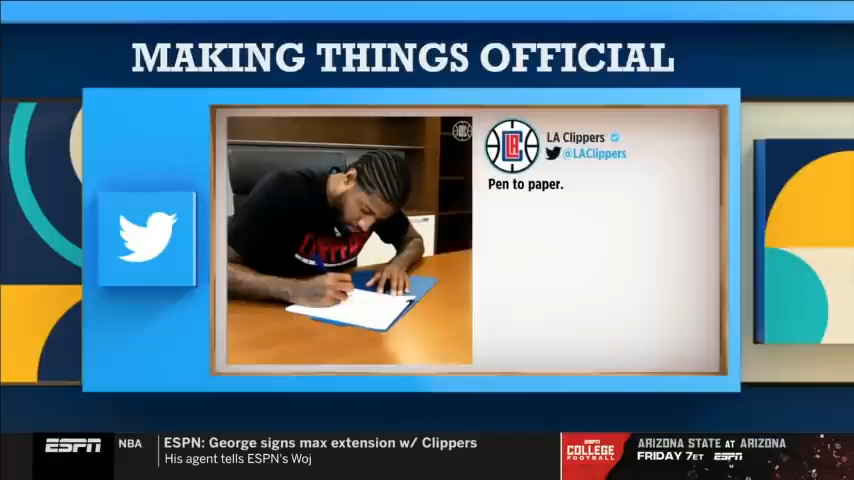 MAKING THINGS OFFICIAL
LA Clippers
@LAClippers
Pen to paper.
ESPN
NBA
ESPN: George signs max extension w/ Clippers
His agent tells ESPN's Woj
ESPN
COLLEGE
FOOTBALL
ARIZONA STATE AT ARIZONA
FRIDAY 7ET ESPN